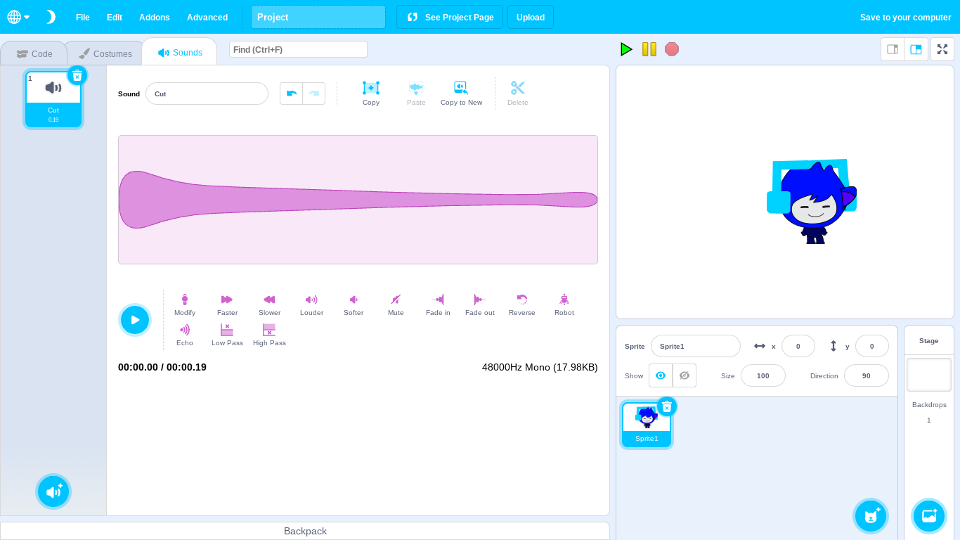 File Edit Addons Advanced Project See Project Page Upload Save to your computer
Code Costumes Sounds Find (Ctrl+F)
1
Cut
0.19
Sound Cut Copy Paste Copy to New Delete
Modify Faster Slower Louder Softer Mute Fade in Fade out Reverse Robot
Echo Low Pass High Pass
00:00.00 / 00:00.19 48000Hz Mono (17.98KB)
Backpack
Sprite Sprite1 x 0 y 0
Show Size 100 Direction 90
Sprite1
Stage
Backdrops
1